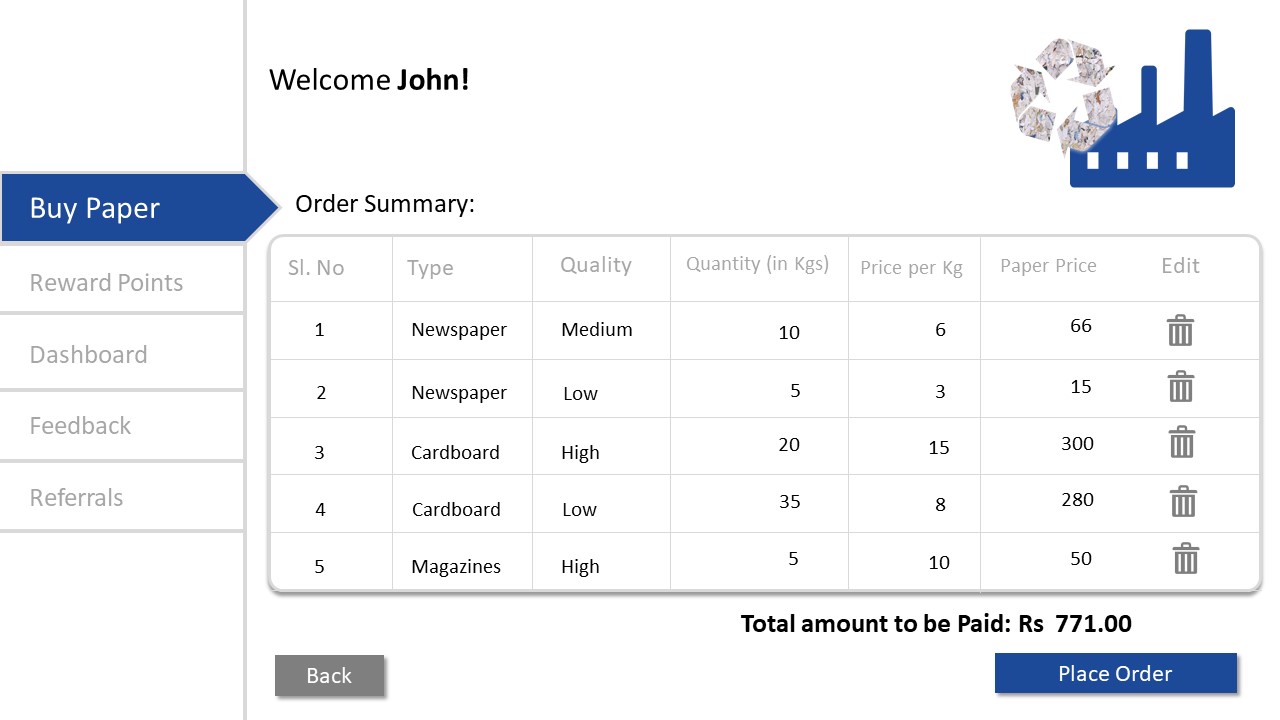 Welcome John!
Buy Paper
Reward Points
Dashboard
Feedback
Referrals
Order Summary:
Sl. No Type Quality Quantity (in Kgs) Price per Kg Paper Price Edit
1 Newspaper Medium 10 6 66
2 Newspaper Low 5 3 15
3 Cardboard High 20 15 300
4 Cardboard Low 35 8 280
5 Magazines High 5 10 50
Total amount to be Paid: Rs 771.00
Back
Place Order